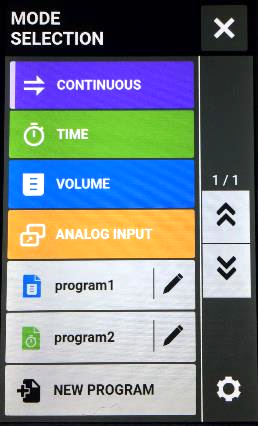 MODE
SELECTION
CONTINUOUS
TIME
VOLUME
1/1
ANALOG INPUT
program1
program2
NEW PROGRAM